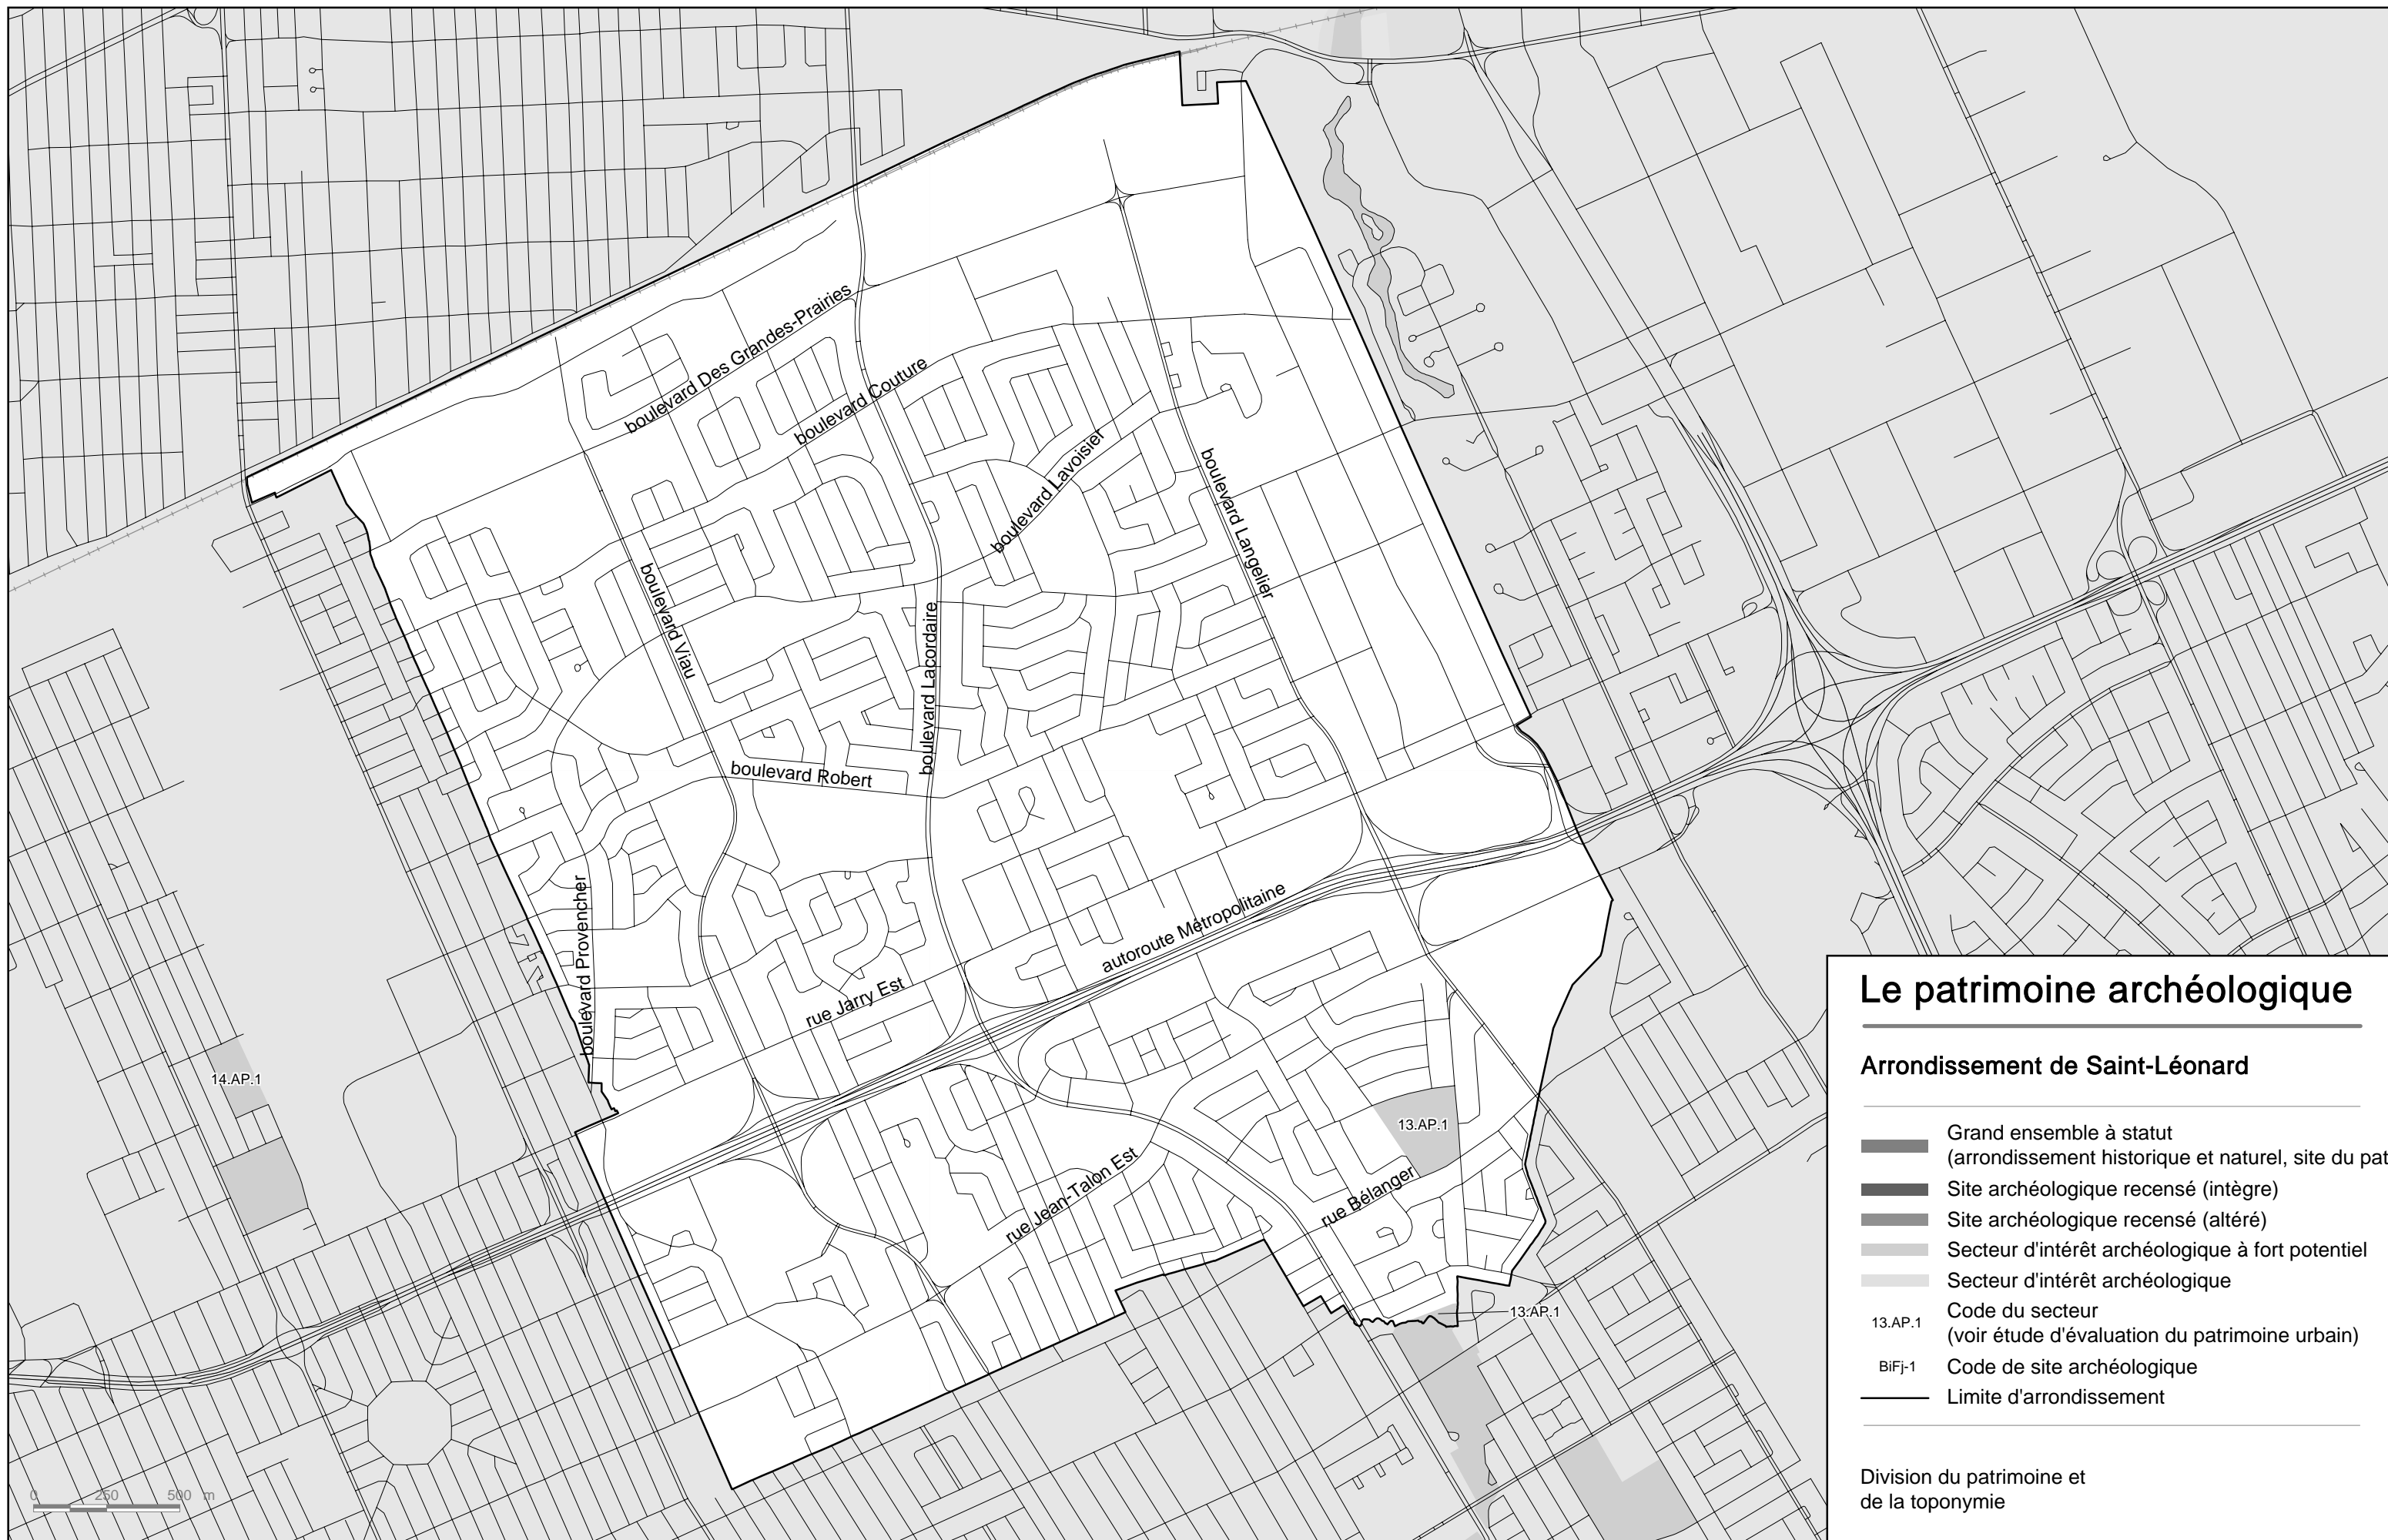 boulevard Des Grandes-Prairies
boulevard Couture
boulevard Lavoisier
boulevard Langelier
boulevard Viau
boulevard Lacordaire
boulevard Robert
boulevard Provencher
autoroute Métropolitaine
rue Jarry Est
14.AP.1
13.AP.1
rue Jean-Talon Est
rue Bélanger
13.AP.1
0 250 500 m
Le patrimoine archéologique
Arrondissement de Saint-Léonard
Grand ensemble à statut
(arrondissement historique et naturel, site du pat
Site archéologique recensé (intègre)
Site archéologique recensé (altéré)
Secteur d'intérêt archéologique à fort potentiel
Secteur d'intérêt archéologique
13.AP.1 Code du secteur
(voir étude d'évaluation du patrimoine urbain)
BiFj-1 Code de site archéologique
Limite d'arrondissement
Division du patrimoine et
de la toponymie